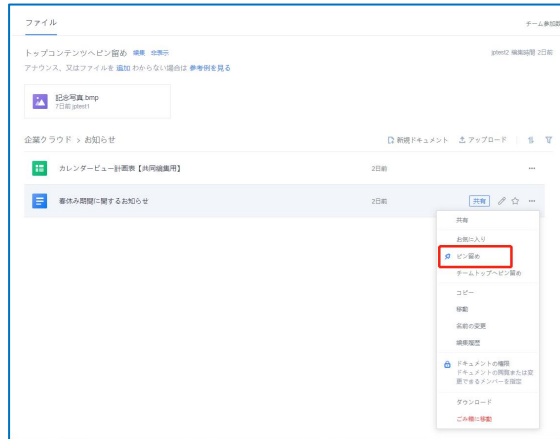 ファイル
チーム参加
トップコンテンツへピン留め 編集 非表示
jptest2 編集時間 2日前
アナウンス、又はファイルを 追加 わからない場合は 参考例を見る
記念写真.bmp
7日前 jptest1
企業クラウド > お知らせ
新規ドキュメント アップロード
カレンダービュー計画表【共同編集用】 2日前
春休み期間に関するお知らせ 2日前 共有
共有
お気に入り
ピン留め
チームトップへピン留め
コピー
移動
名前の変更
編集履歴
ドキュメントの権限
ドキュメントの閲覧または変
更できるメンバーを指定
ダウンロード
ごみ箱に移動